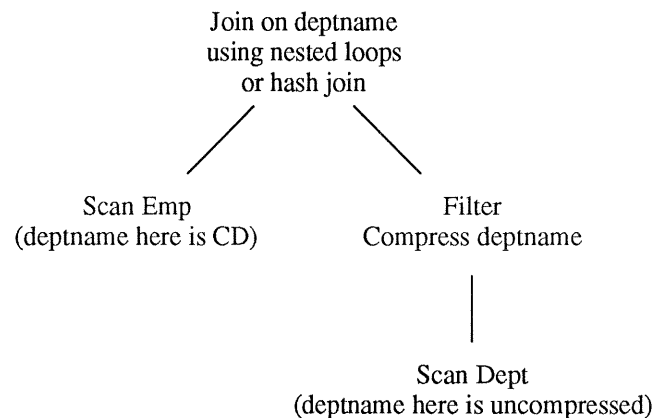 Join on deptname
using nested loops
or hash join
Scan Emp
(deptname here is CD)
Filter
Compress deptname
Scan Dept
(deptname here is uncompressed)